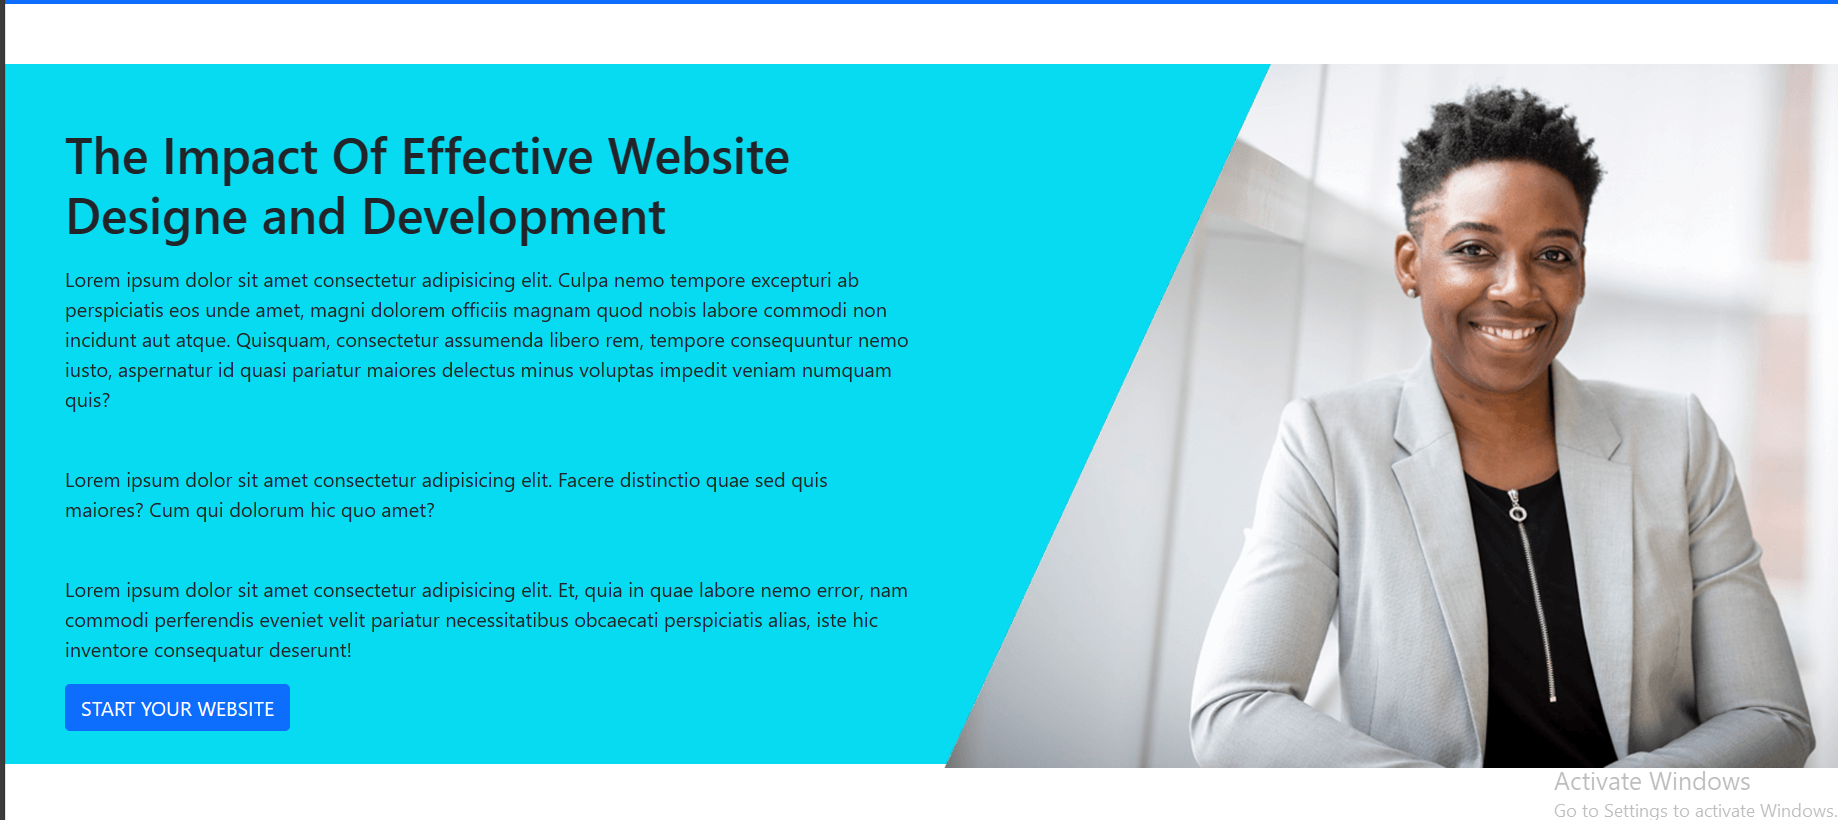 The Impact Of Effective Website
Designe and Development
Lorem ipsum dolor sit amet consectetur adipisicing elit. Culpa nemo tempore excepturi ab
perspiciatis eos unde amet, magni dolorem officiis magnam quod nobis labore commodi non
incidunt aut atque. Quisquam, consectetur assumenda libero rem, tempore consequuntur nemo
iusto, aspernatur id quasi pariatur maiores delectus minus voluptas impedit veniam numquam
quis?
Lorem ipsum dolor sit amet consectetur adipisicing elit. Facere distinctio quae sed quis
maiores? Cum qui dolorum hic quo amet?
Lorem ipsum dolor sit amet consectetur adipisicing elit. Et, quia in quae labore nemo error, nam
commodi perferendis eveniet velit pariatur necessitatibus obcaecati perspiciatis alias, iste hic
inventore consequatur deserunt!
START YOUR WEBSITE
Activate Windows
Go to Settings to activate Windows.